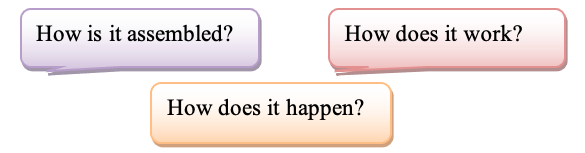 How is it assembled?
How does it work?
How does it happen?